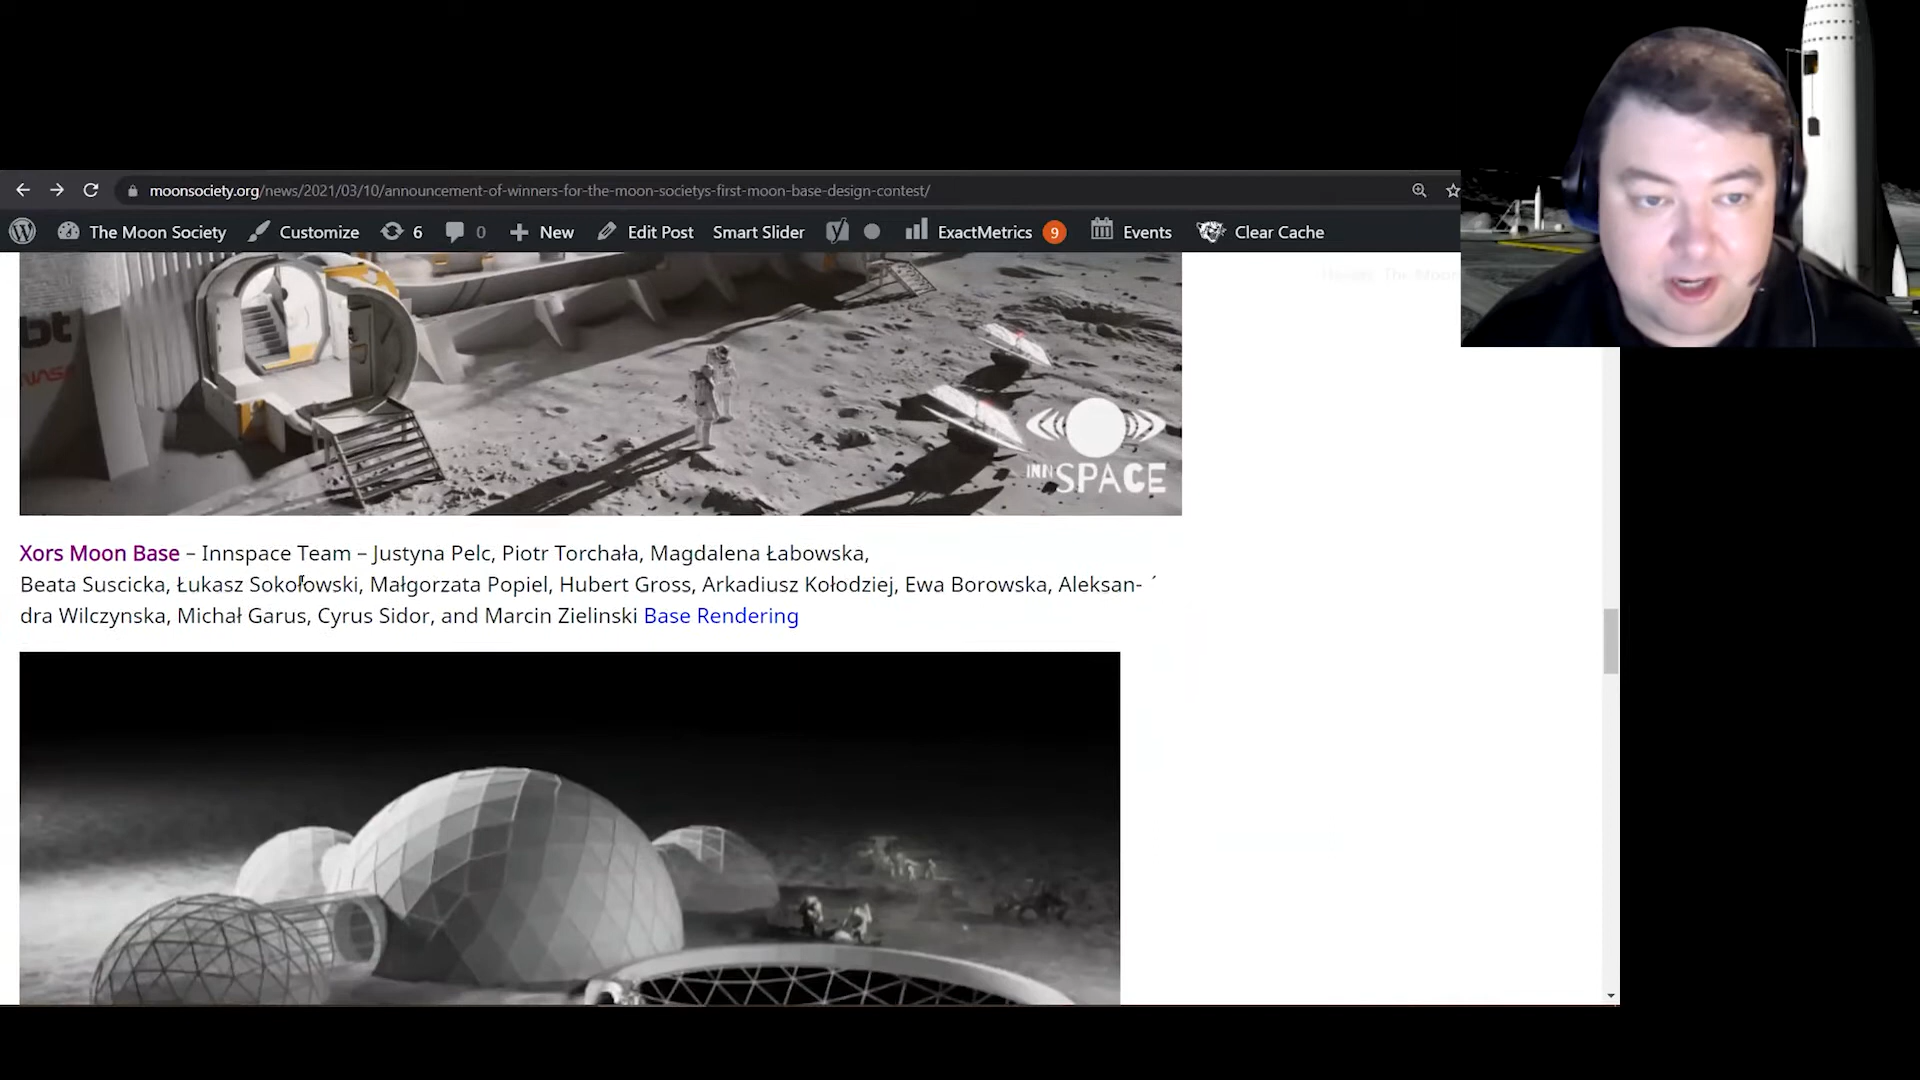 moonsociety.org/news/2021/03/10/announcement-of-winners-for-the-moon-societys-first-moon-base-design-contest/
The Moon Society Customize 6 0 New Edit Post Smart Slider ExactMetrics 9 Events Clear Cache
bt
NASA
INNSPACE
Xors Moon Base – Innspace Team – Justyna Pelc, Piotr Torchała, Magdalena Łabowska,
Beata Suscicka, Łukasz Sokołowski, Małgorzata Popiel, Hubert Gross, Arkadiusz Kołodziej, Ewa Borowska, Aleksan- ´
dra Wilczynska, Michał Garus, Cyrus Sidor, and Marcin Zielinski Base Rendering